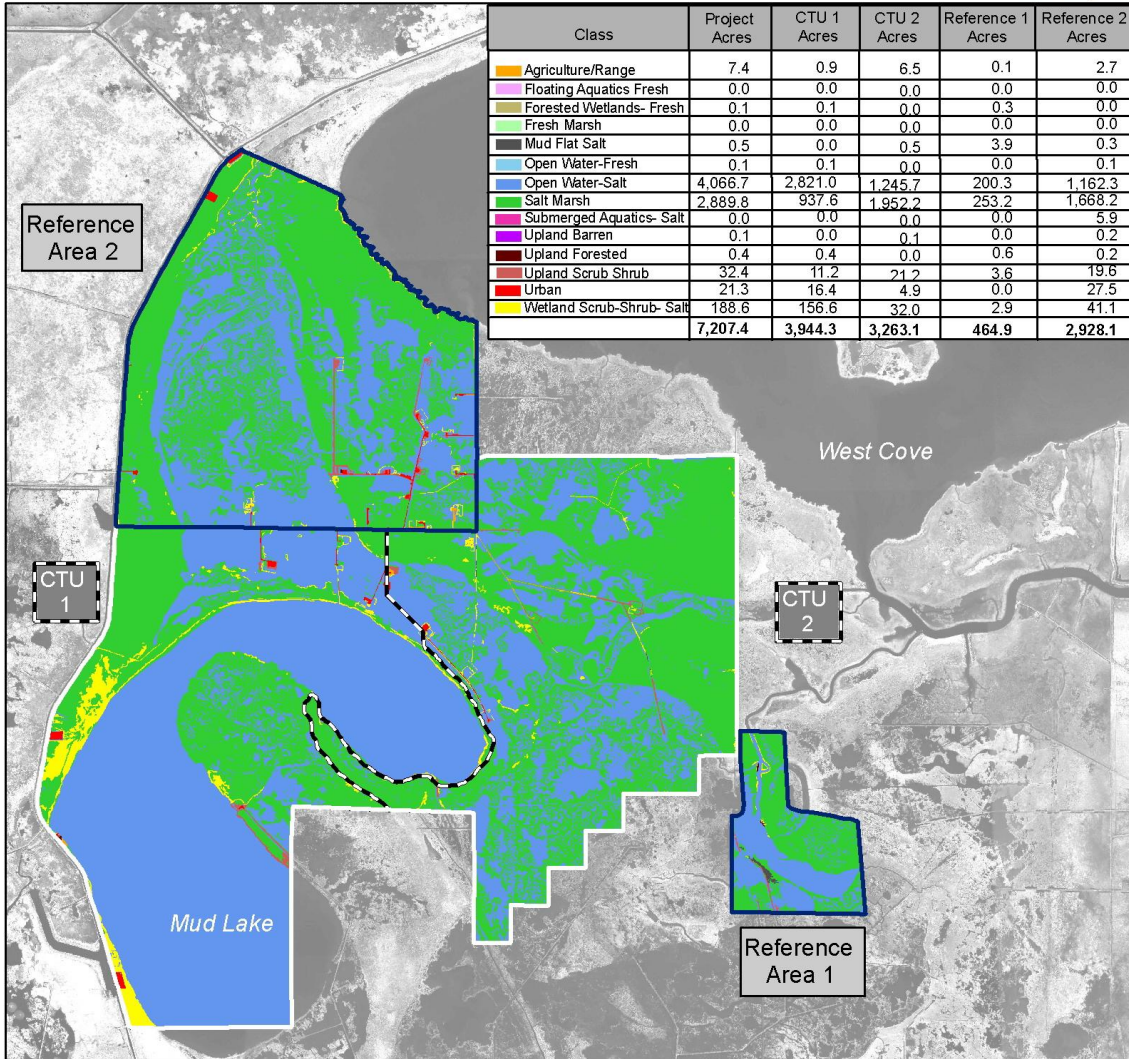 Class Project Acres CTU 1 Acres CTU 2 Acres Reference 1 Acres Reference 2 Acres
Agriculture/Range 7.4 0.9 6.5 0.1 2.7
Floating Aquatics Fresh 0.0 0.0 0.0 0.0 0.0
Forested Wetlands- Fresh 0.1 0.1 0.0 0.3 0.0
Fresh Marsh 0.0 0.0 0.0 0.0 0.0
Mud Flat Salt 0.5 0.0 0.5 3.9 0.3
Open Water-Fresh 0.1 0.1 0.0 0.0 0.1
Open Water-Salt 4,066.7 2,821.0 1,245.7 200.3 1,162.3
Salt Marsh 2,889.8 937.6 1,952.2 253.2 1,668.2
Submerged Aquatics- Salt 0.0 0.0 0.0 0.0 5.9
Upland Barren 0.1 0.0 0.1 0.0 0.2
Upland Forested 0.4 0.4 0.0 0.6 0.2
Upland Scrub Shrub 32.4 11.2 21.2 3.6 19.6
Urban 21.3 16.4 4.9 0.0 27.5
Wetland Scrub-Shrub- Salt 188.6 156.6 32.0 2.9 41.1
7,207.4 3,944.3 3,263.1 464.9 2,928.1
Reference
Area 2
West Cove
CTU
1
CTU
2
Mud Lake
Reference
Area 1